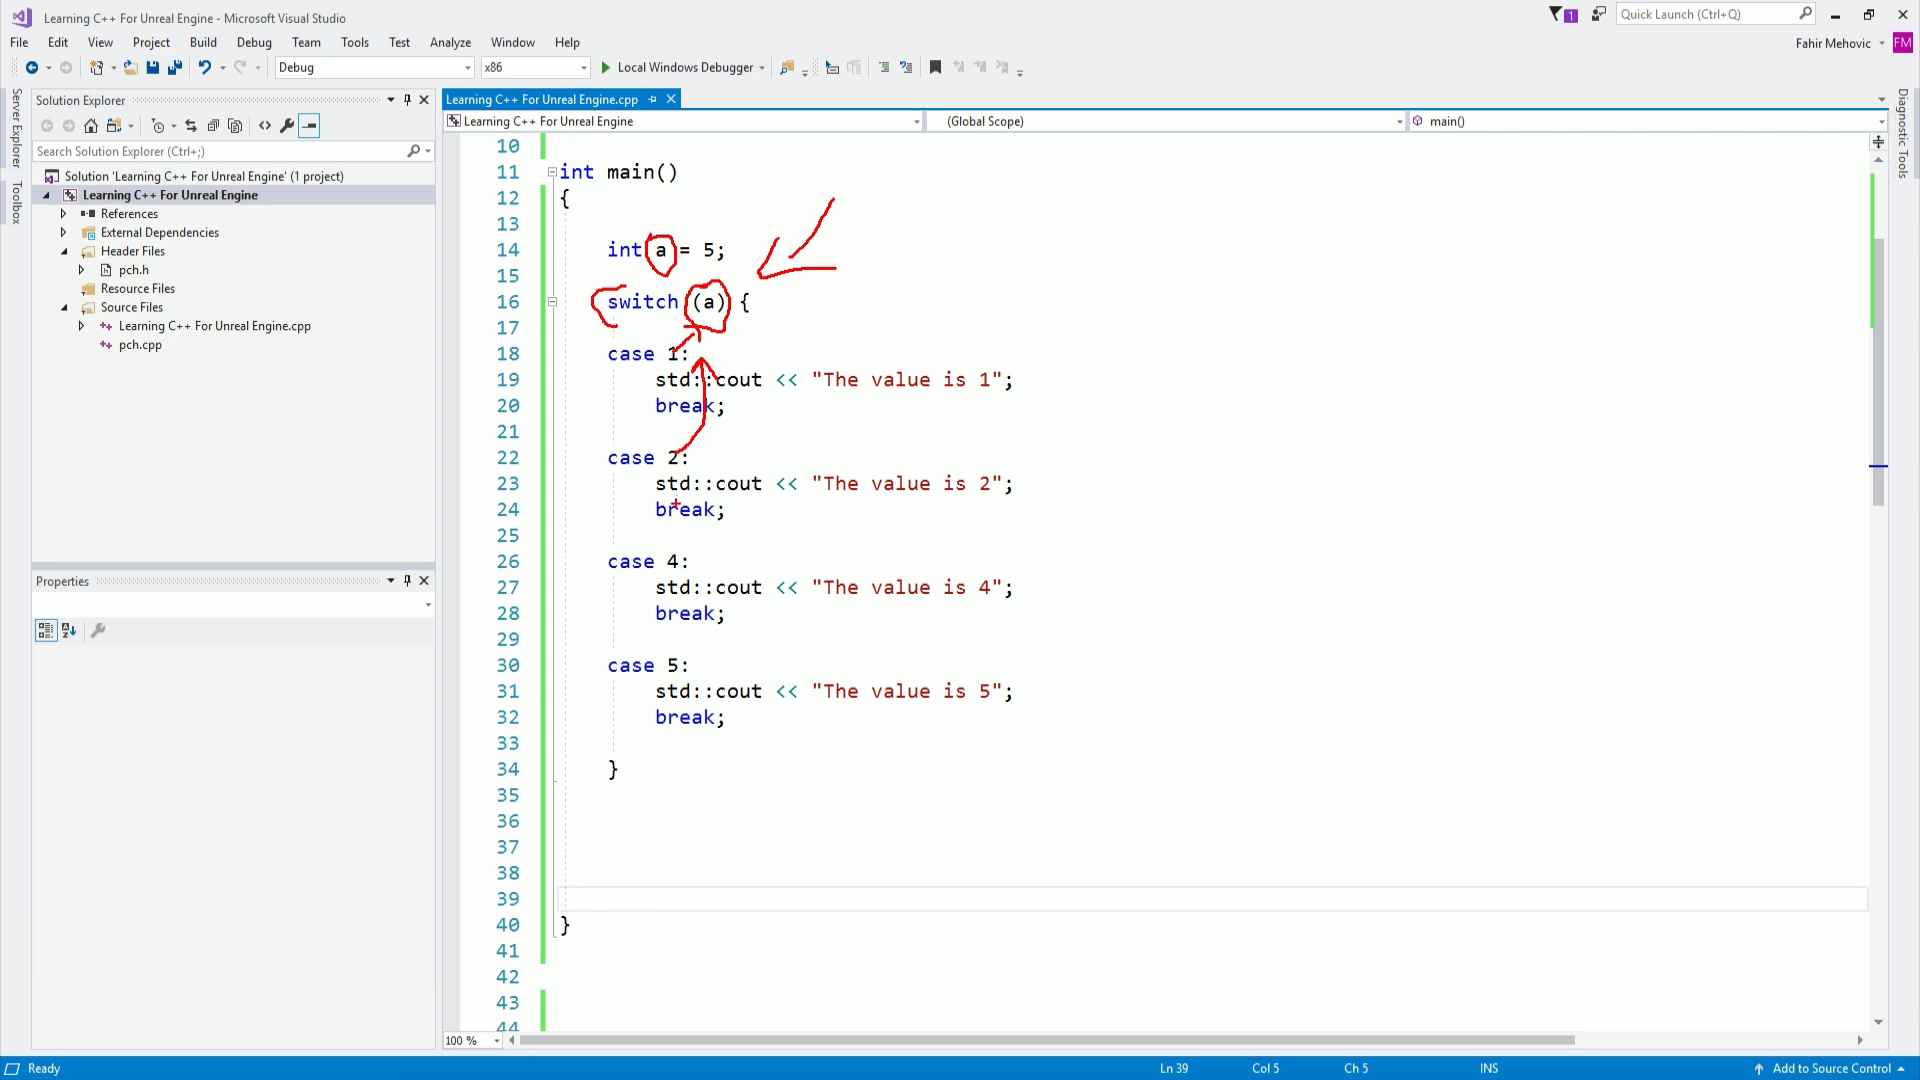 Learning C++ For Unreal Engine - Microsoft Visual Studio
1
Quick Launch (Ctrl+Q)
File Edit View Project Build Debug Team Tools Test Analyze Window Help
Fahir Mehovic FM
Debug x86 Local Windows Debugger
Server Explorer
Toolbox
Solution Explorer
Search Solution Explorer (Ctrl+;)
Solution 'Learning C++ For Unreal Engine' (1 project)
Learning C++ For Unreal Engine
References
External Dependencies
Header Files
pch.h
Resource Files
Source Files
Learning C++ For Unreal Engine.cpp
pch.cpp
Properties
Learning C++ For Unreal Engine.cpp
Learning C++ For Unreal Engine (Global Scope) main()
10
11 int main()
12 {
13
14 int a = 5;
15
16 switch (a) {
17
18 case 1:
19 std::cout << "The value is 1";
20 break;
21
22 case 2:
23 std::cout << "The value is 2";
24 break;
25
26 case 4:
27 std::cout << "The value is 4";
28 break;
29
30 case 5:
31 std::cout << "The value is 5";
32 break;
33
34 }
35
36
37
38
39
40 }
41
42
43
44
100 %
Diagnostic Tools
Ready Ln 39 Col 5 Ch 5 INS Add to Source Control